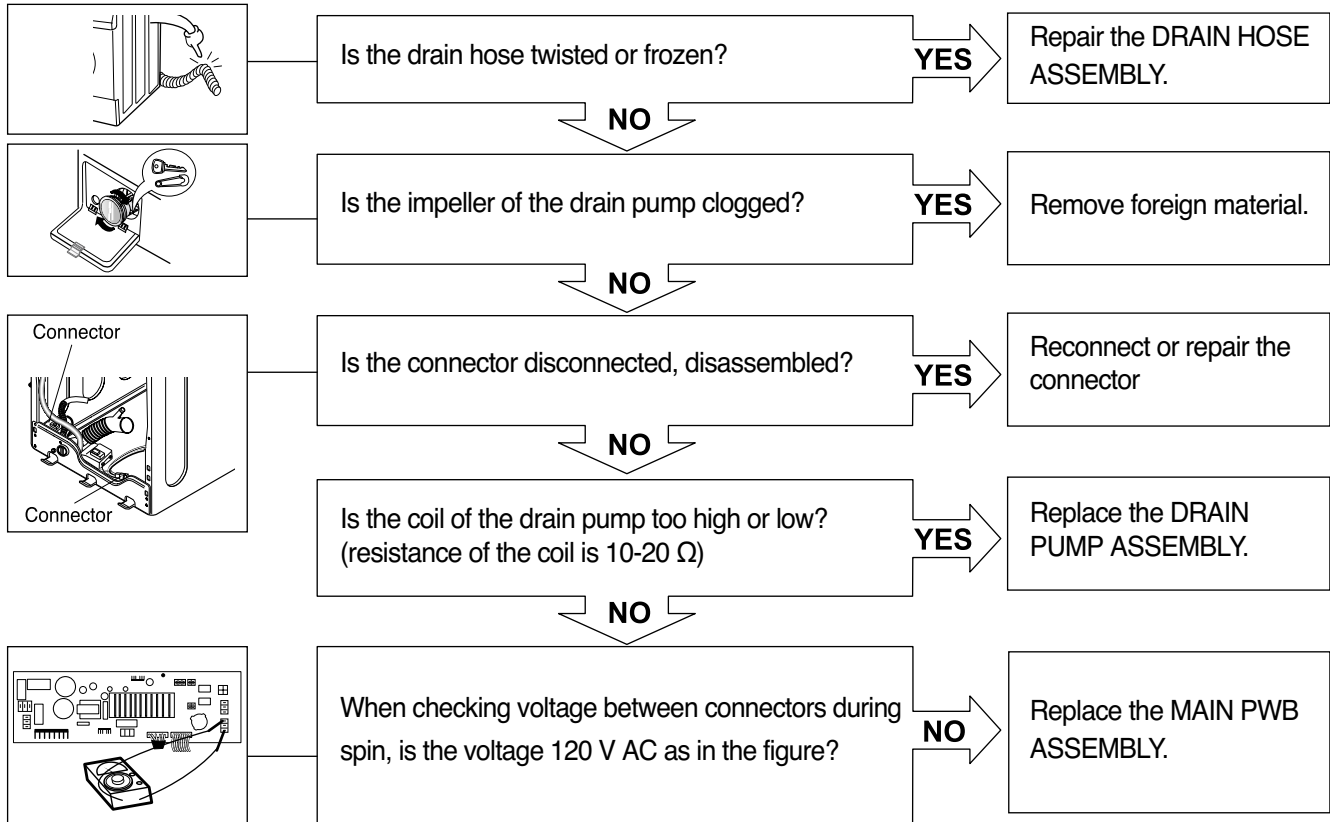 Is the drain hose twisted or frozen?
YES
Repair the DRAIN HOSE
ASSEMBLY.
NO
Is the impeller of the drain pump clogged?
YES
Remove foreign material.
NO
Connector
Connector
Is the connector disconnected, disassembled?
YES
Reconnect or repair the
connector
NO
Is the coil of the drain pump too high or low?
(resistance of the coil is 10-20 Ω)
YES
Replace the DRAIN
PUMP ASSEMBLY.
NO
When checking voltage between connectors during
spin, is the voltage 120 V AC as in the figure?
NO
Replace the MAIN PWB
ASSEMBLY.